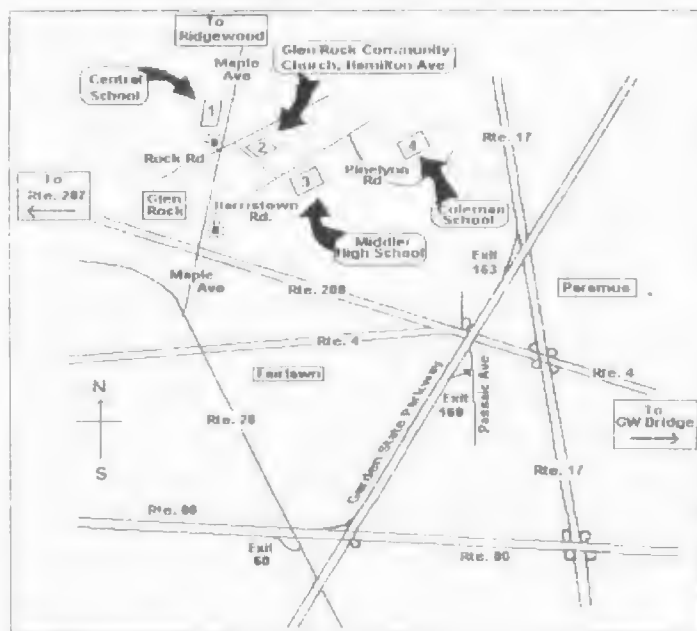 To
Ridgewood
Maple
Ave
Glen Rock Community
Church, Hamilton Ave
Central
School
1
Rte. 17
Rock Rd
2
4
To
Rte. 287
Glen
Rock
3
Pinelynn
Rd
Harristown
Rd.
Coleman
School
Middle/
High School
Exit
163
Maple
Ave
Rte. 208
Paramus
Rte. 4
Fairlawn
Rte. 4
N
S
Exit
160
Passaic Ave
Garden State Parkway
To
GW Bridge
Rte. 20
Rte. 17
Rte. 80
Exit
60
Rte. 80